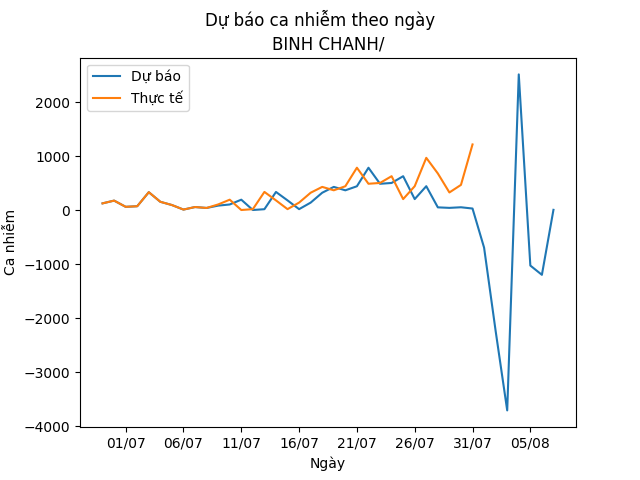 Dự báo ca nhiễm theo ngày
BINH CHANH/
Dự báo
Thực tế
2000
1000
0
−1000
−2000
−3000
−4000
Ca nhiễm
01/07 06/07 11/07 16/07 21/07 26/07 31/07 05/08
Ngày